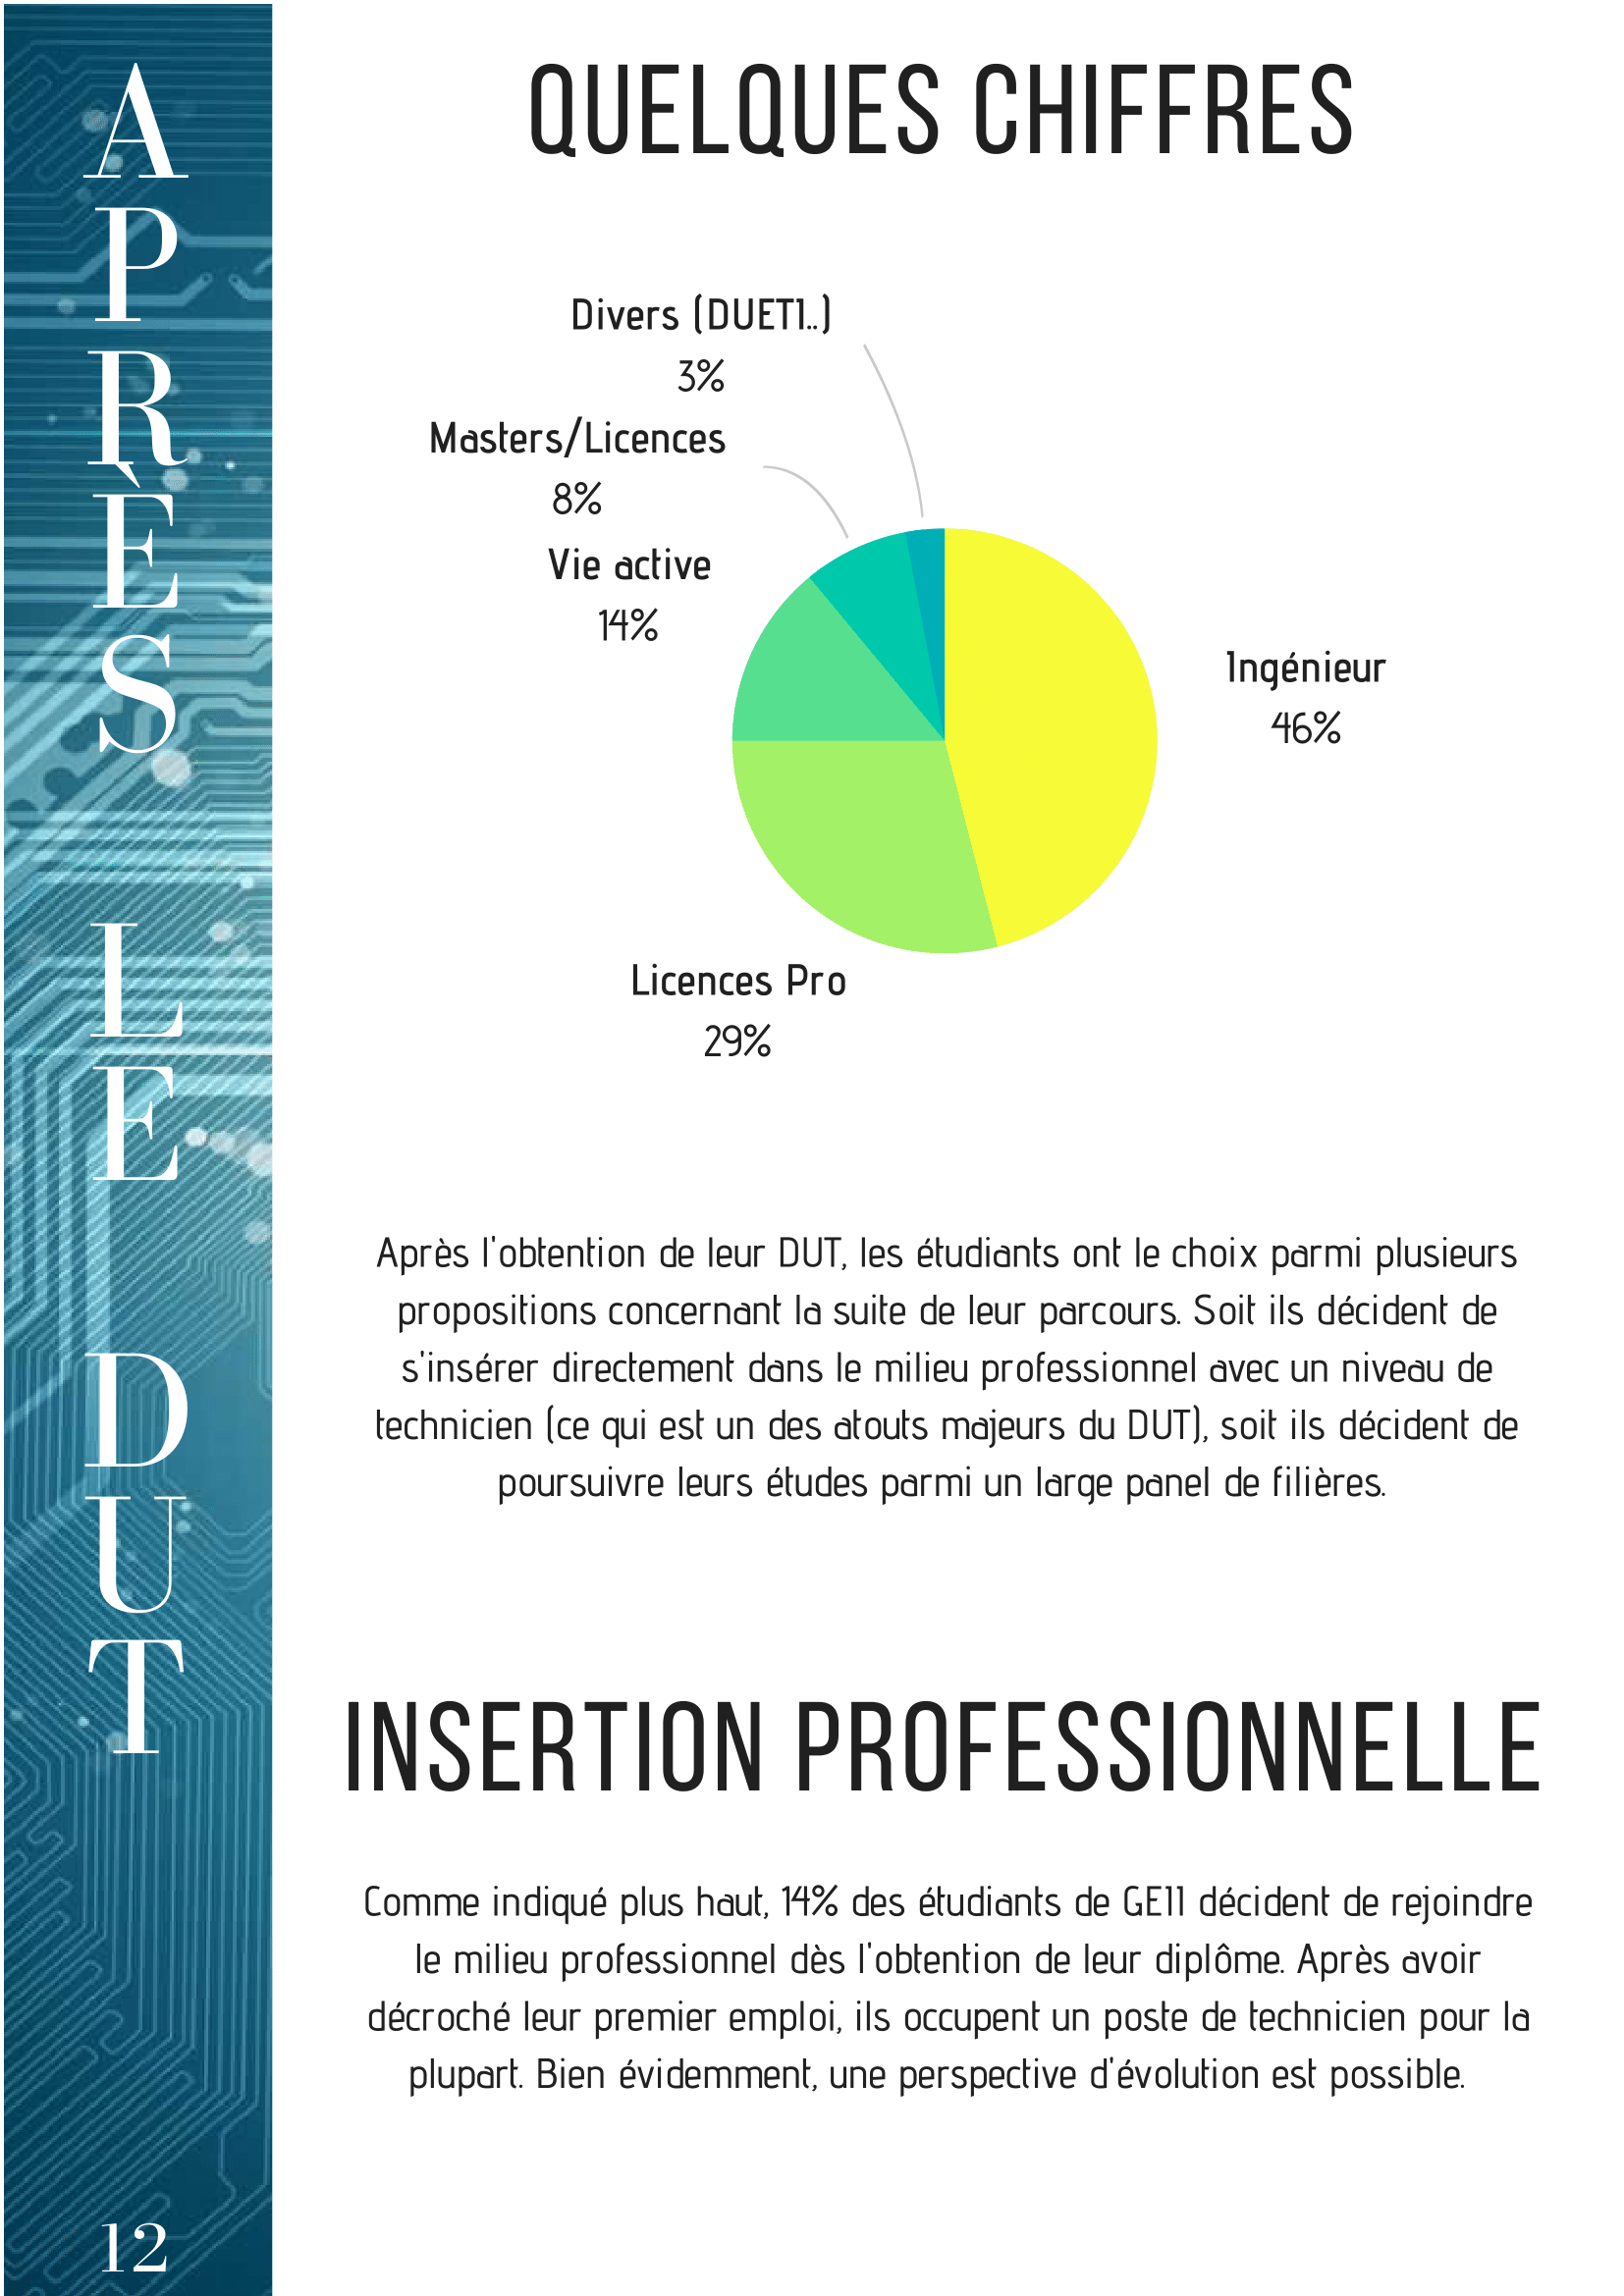 APRÈS LE DUT
QUELQUES CHIFFRES
Divers (DUETI..)
3%
Masters/Licences
8%
Vie active
14%
Ingénieur
46%
Licences Pro
29%
Après l'obtention de leur DUT, les étudiants ont le choix parmi plusieurs
propositions concernant la suite de leur parcours. Soit ils décident de
s'insérer directement dans le milieu professionnel avec un niveau de
technicien (ce qui est un des atouts majeurs du DUT), soit ils décident de
poursuivre leurs études parmi un large panel de filières.
INSERTION PROFESSIONNELLE
Comme indiqué plus haut, 14% des étudiants de GEII décident de rejoindre
le milieu professionnel dès l'obtention de leur diplôme. Après avoir
décroché leur premier emploi, ils occupent un poste de technicien pour la
plupart. Bien évidemment, une perspective d'évolution est possible.
12